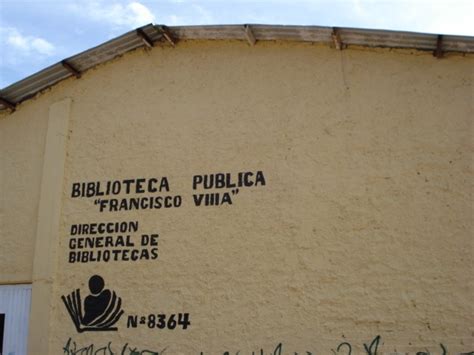 BIBLIOTECA PUBLICA
"FRANCISCO VIIIA"
DIRECCION
GENERAL DE
BIBLIOTECAS
Nº8364